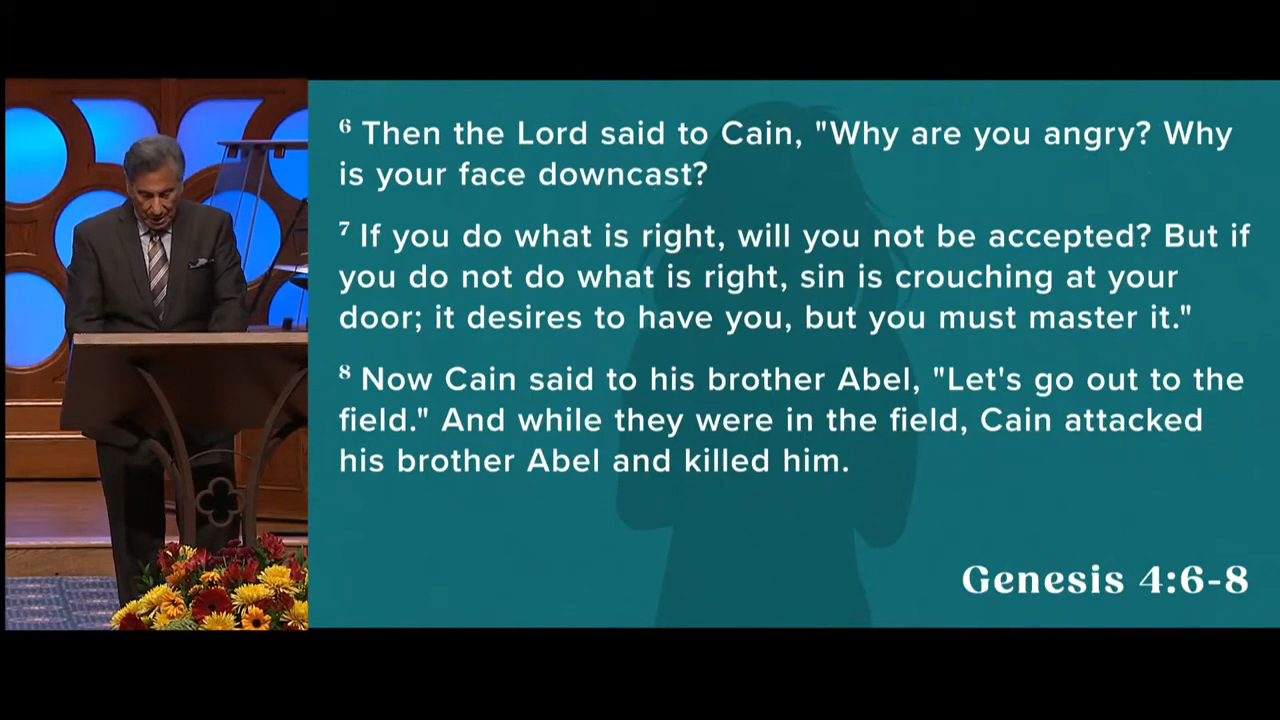 6 Then the Lord said to Cain, "Why are you angry? Why
is your face downcast?
7 If you do what is right, will you not be accepted? But if
you do not do what is right, sin is crouching at your
door; it desires to have you, but you must master it."
8 Now Cain said to his brother Abel, "Let's go out to the
field." And while they were in the field, Cain attacked
his brother Abel and killed him.
Genesis 4:6-8